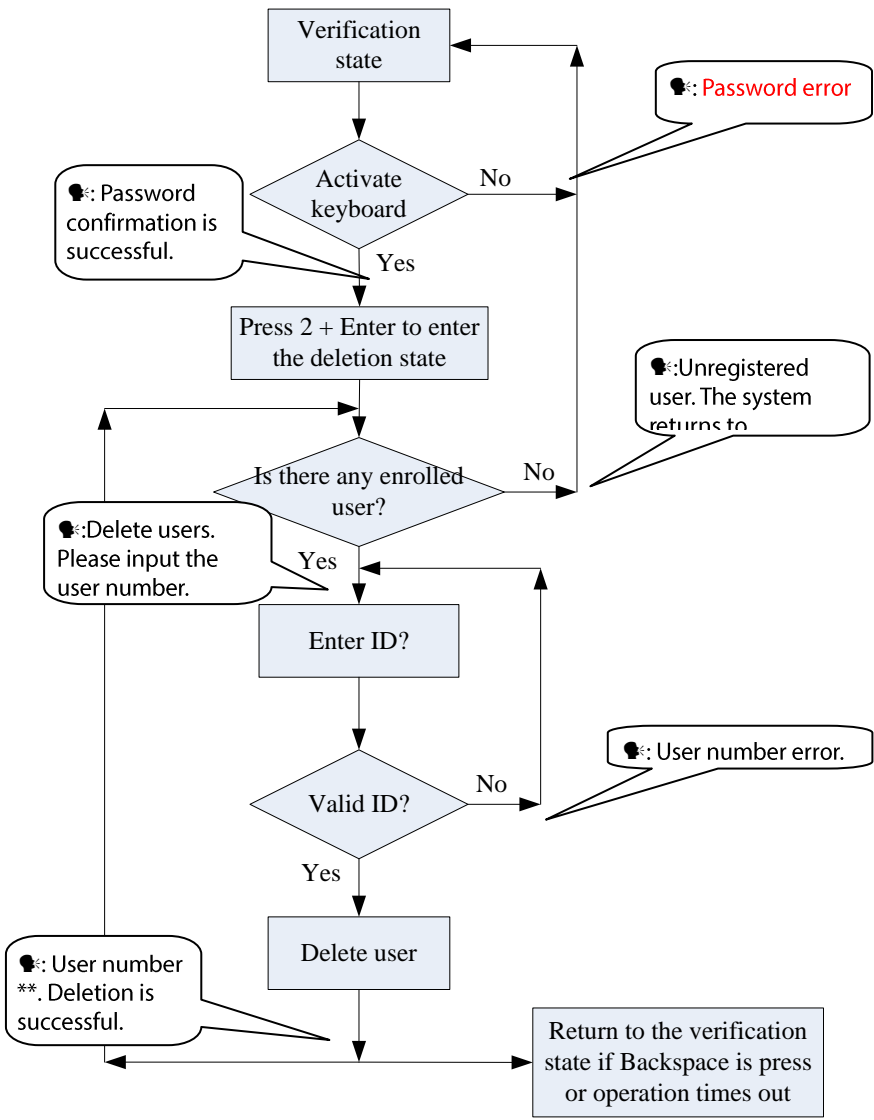 Verification
state
: Password error
Activate
keyboard
No
: Password
confirmation is
successful.
Yes
Press 2 + Enter to enter
the deletion state
:Unregistered
user. The system
returns to
Is there any enrolled
user?
No
:Delete users.
Please input the
user number.
Yes
Enter ID?
: User number error.
Valid ID?
No
Yes
Delete user
: User number
**. Deletion is
successful.
Return to the verification
state if Backspace is press
or operation times out